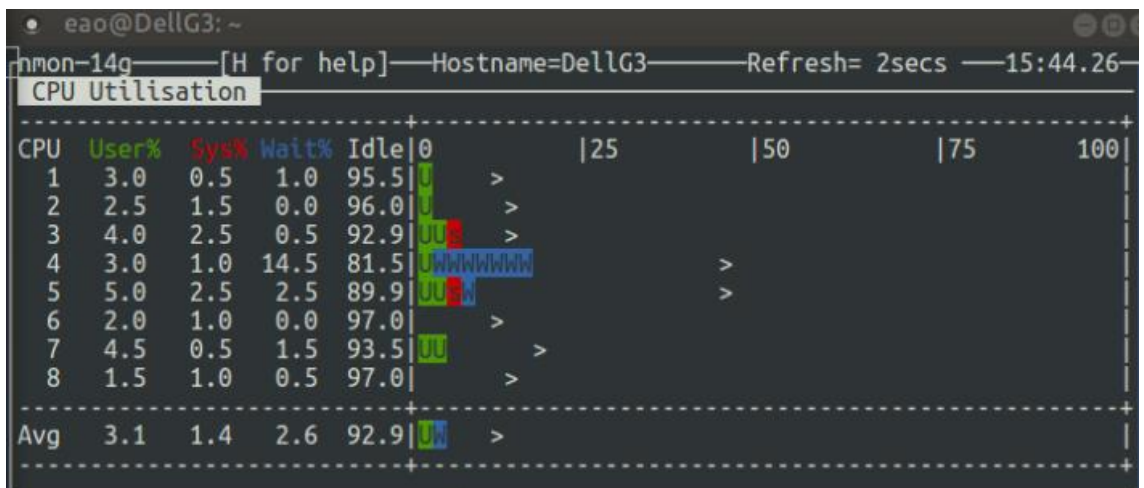 eao@DellG3: ~
nmon─14g─────[H for help]───Hostname=DellG3──────Refresh= 2secs ───15:44.26─
CPU Utilisation
---------------------------+-------------------------------------------------+
CPU  User%  Sys% Wait% Idle|0          |25         |50          |75       100|
  1   3.0   0.5   1.0  95.5|U    >                                           |
  2   2.5   1.5   0.0  96.0|U     >                                          |
  3   4.0   2.5   0.5  92.9|UUs   >                                          |
  4   3.0   1.0  14.5  81.5|UWWWWWWW            >                            |
  5   5.0   2.5   2.5  89.9|UUsW                >                            |
  6   2.0   1.0   0.0  97.0|     >                                           |
  7   4.5   0.5   1.5  93.5|UU      >                                        |
  8   1.5   1.0   0.5  97.0|      >                                          |
---------------------------+-------------------------------------------------+
Avg   3.1   1.4   2.6  92.9|UW   >                                           |
---------------------------+-------------------------------------------------+